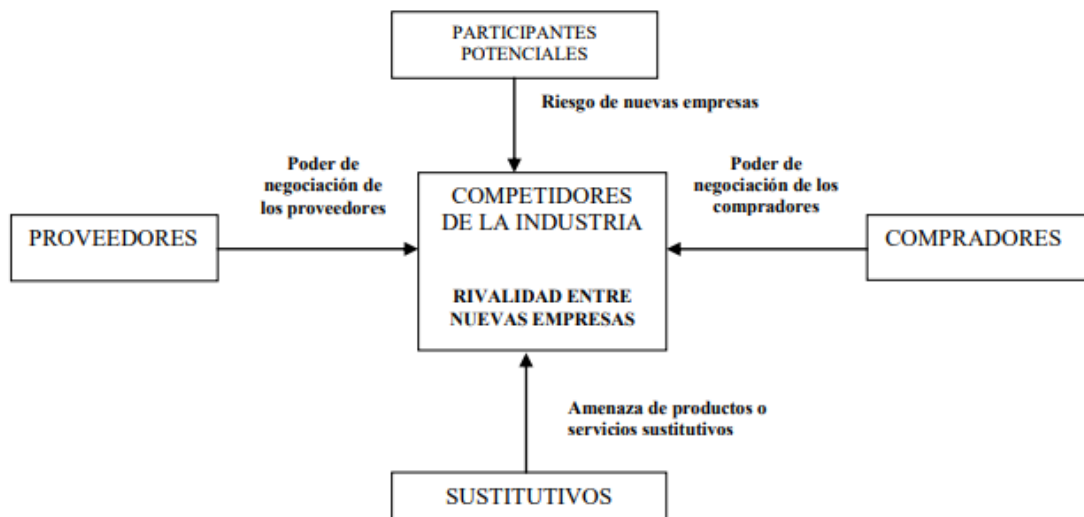 PARTICIPANTES
POTENCIALES
Riesgo de nuevas empresas
Poder de
negociación de
los proveedores
Poder de
negociación de los
compradores
PROVEEDORES
COMPETIDORES
DE LA INDUSTRIA
RIVALIDAD ENTRE
NUEVAS EMPRESAS
COMPRADORES
Amenaza de productos o
servicios sustitutivos
SUSTITUTIVOS